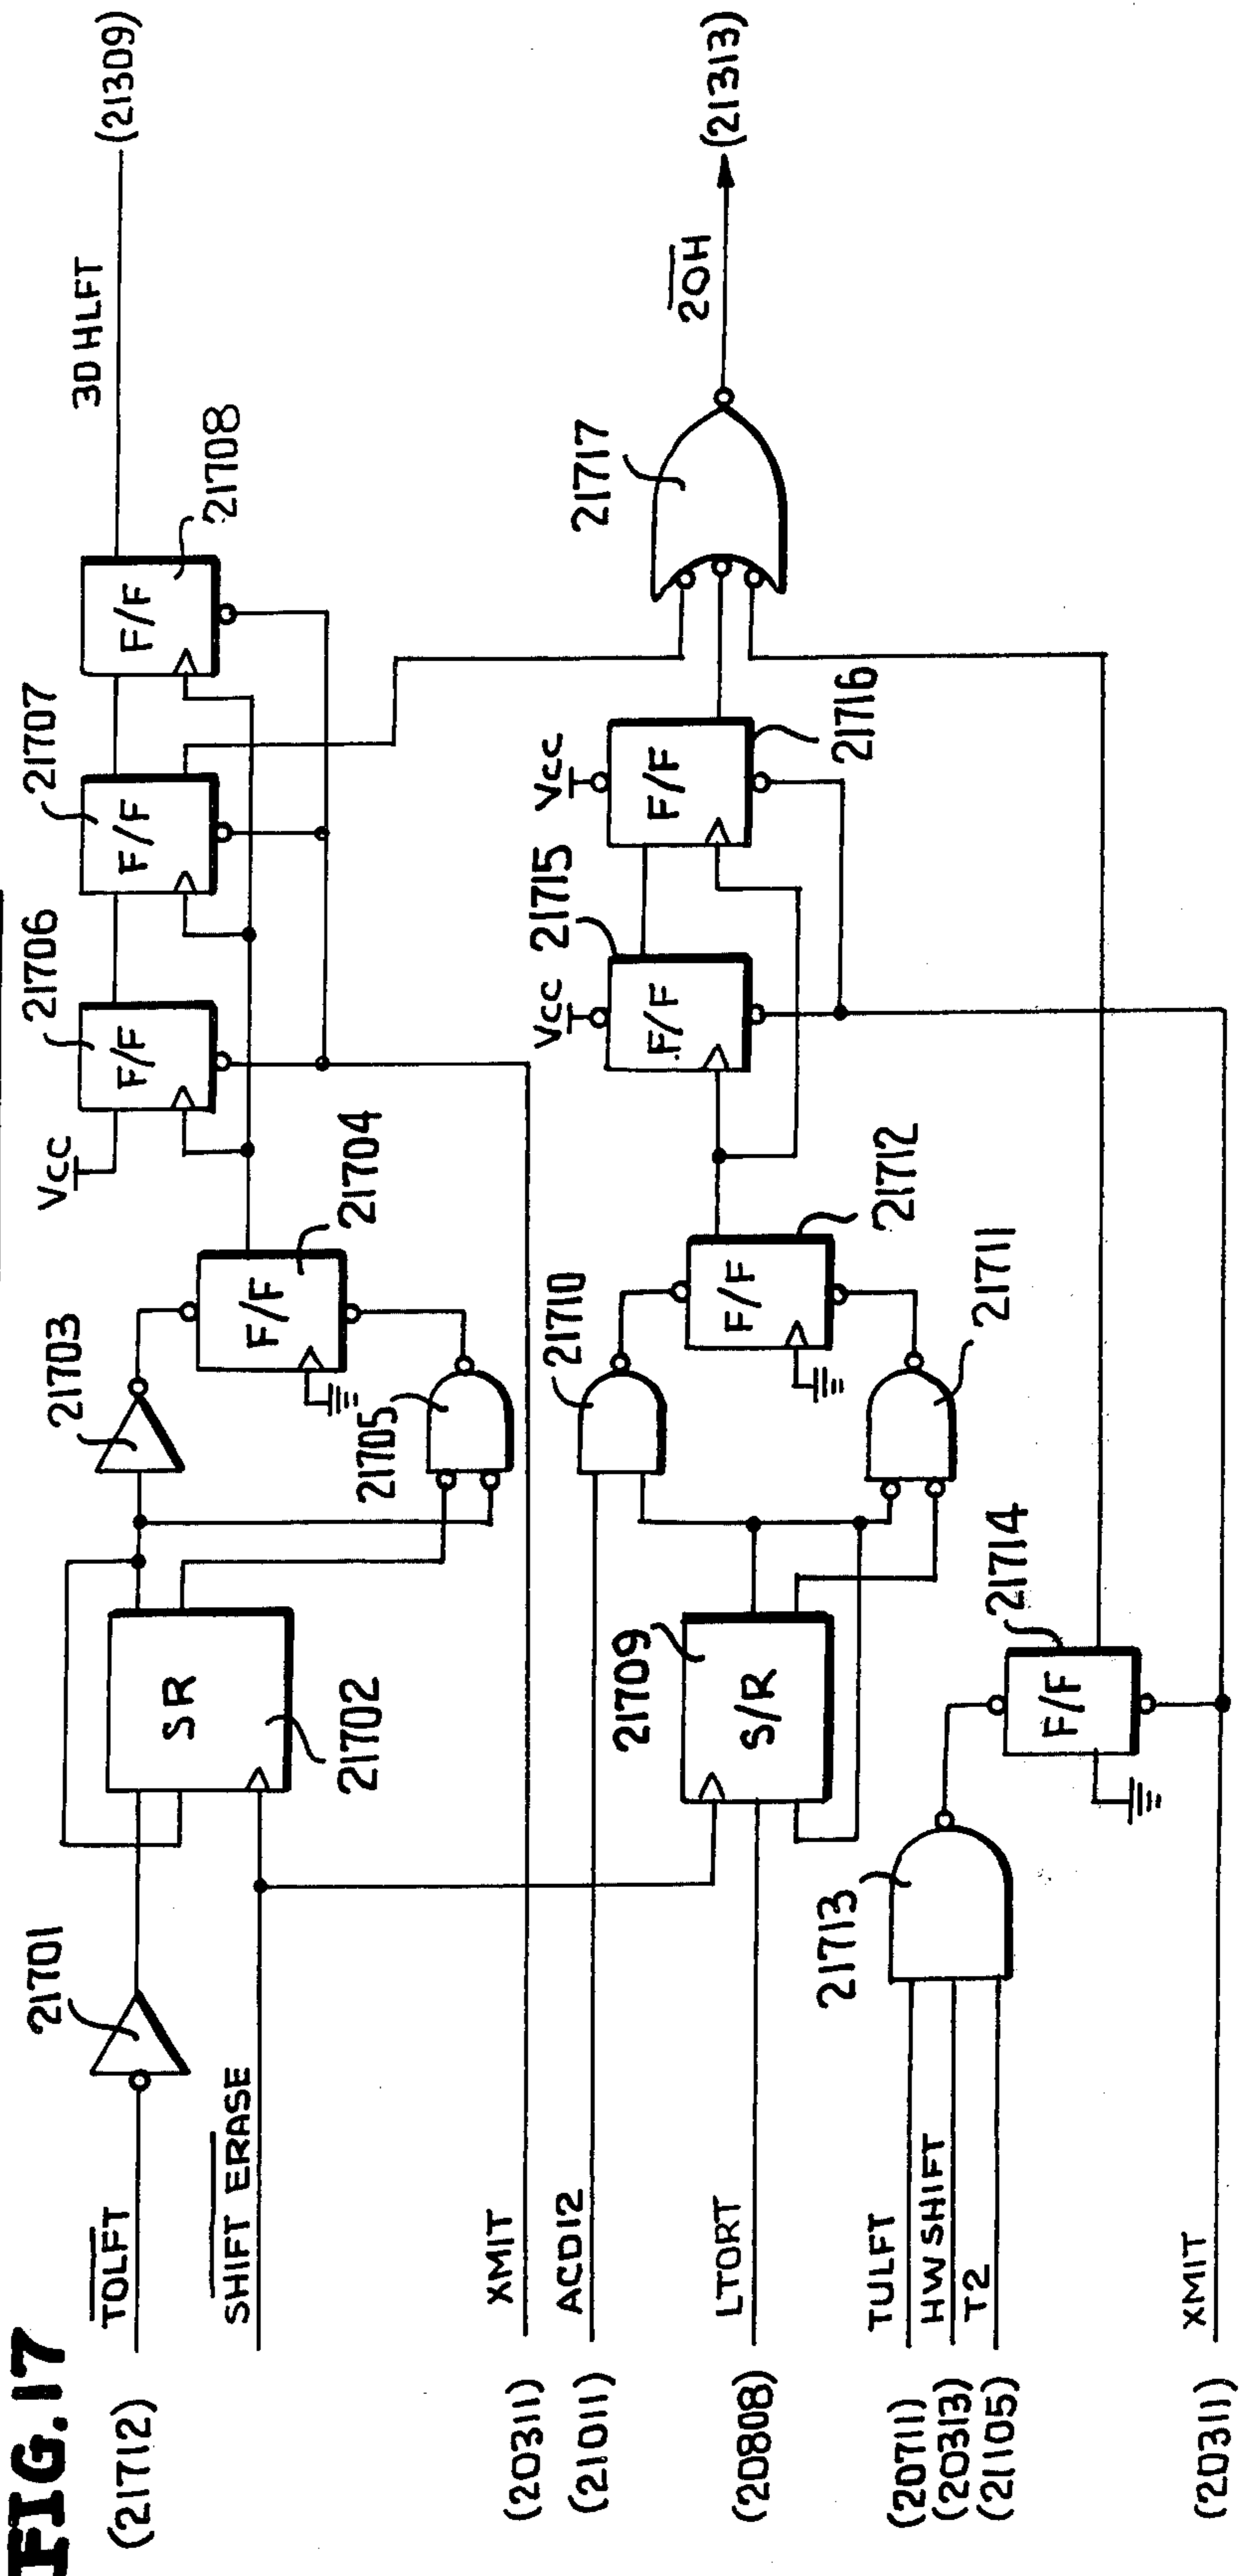 FIG. 17
(21712)
TOLFT
SHIFT ERASE
(20311)
XMIT
(21011)
ACD12
(20808)
LTORT
(20711)
TULFT
(20313)
HW SHIFT
(21105)
T2
(20311)
XMIT
21701
SR
21702
21703
F/F
21704
21705
Vcc
F/F
21706
F/F
21707
F/F
21708
3D HLFT
(21309)
S/R
21709
21710
21711
F/F
21712
21713
F/F
21714
Vcc
F/F
21715
Vcc
F/F
21716
21717
2OH
(21313)